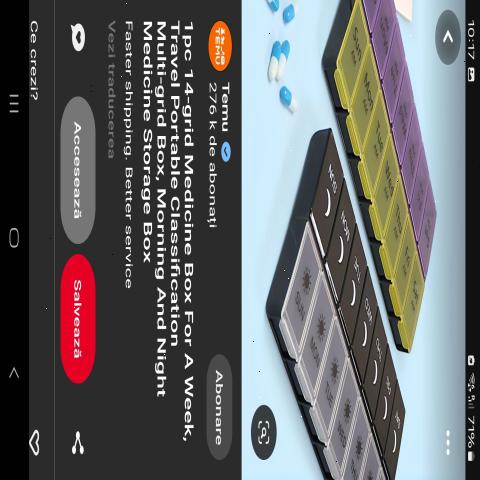 10:17
71%
Temu
276 k de abonați
Abonare
1pc 14-grid Medicine Box For A Week,
Travel Portable Classification
Multi-grid Box, Morning And Night
Medicine Storage Box
Faster shipping. Better service
Vezi traducerea
Accesează
Salvează
Ce crezi?